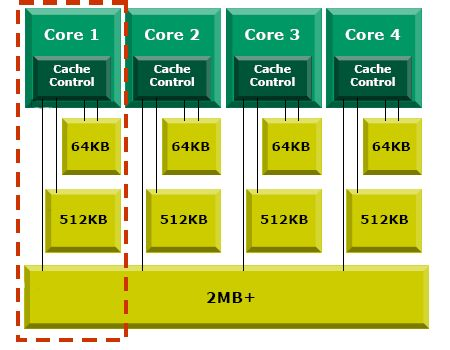 Core 1 Core 2 Core 3 Core 4
Cache Cache Cache Cache
Control Control Control Control
64KB 64KB 64KB 64KB
512KB 512KB 512KB 512KB
2MB+